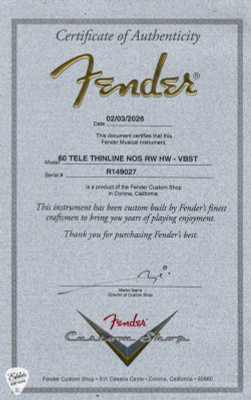 Certificate of Authenticity
Fender
Date 02/03/2026
This document certifies that this
Fender Musical Instrument.
Model 60 TELE THINLINE NOS RW HW - VBST
Serial # R149027
is a product of the Fender Custom Shop
in Corona, California.
This instrument has been custom built by Fender's finest
craftsmen to bring you years of playing enjoyment.
Thank you for purchasing Fender's best.
Director of Custom Shop
Fender
Custom Shop
Fender Custom Shop • 311 Cessna Circle • Corona, California • 92880